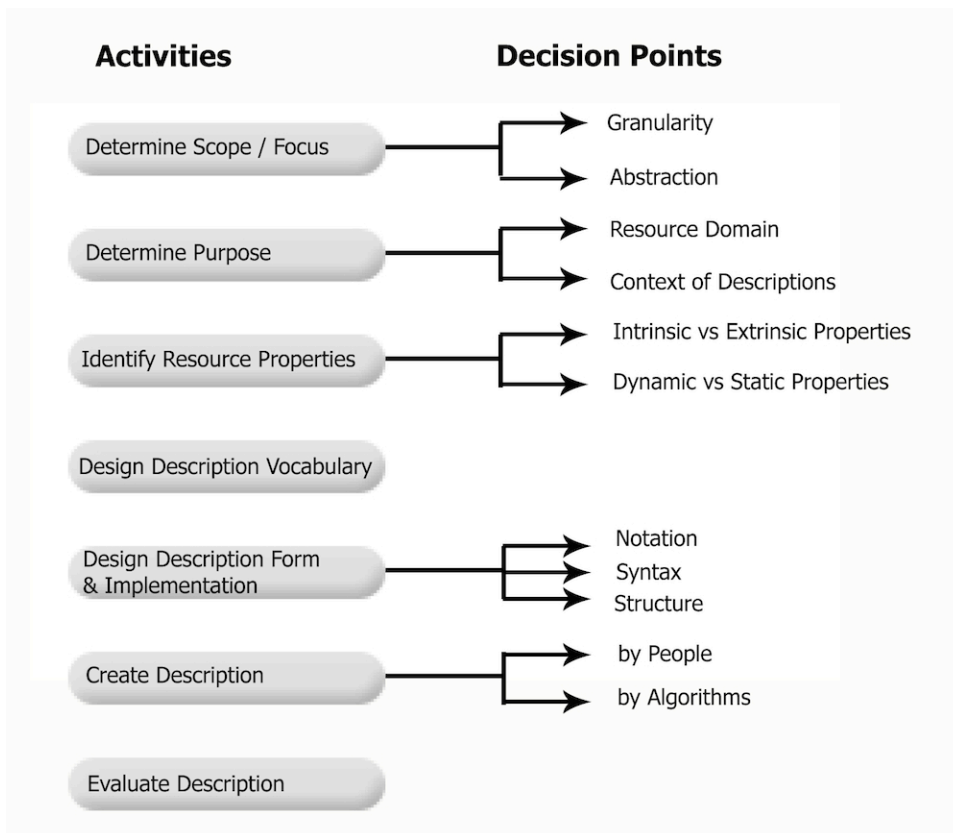 Activities
Decision Points
Determine Scope / Focus
Granularity
Abstraction
Determine Purpose
Resource Domain
Context of Descriptions
Identify Resource Properties
Intrinsic vs Extrinsic Properties
Dynamic vs Static Properties
Design Description Vocabulary
Design Description Form
& Implementation
Notation
Syntax
Structure
Create Description
by People
by Algorithms
Evaluate Description